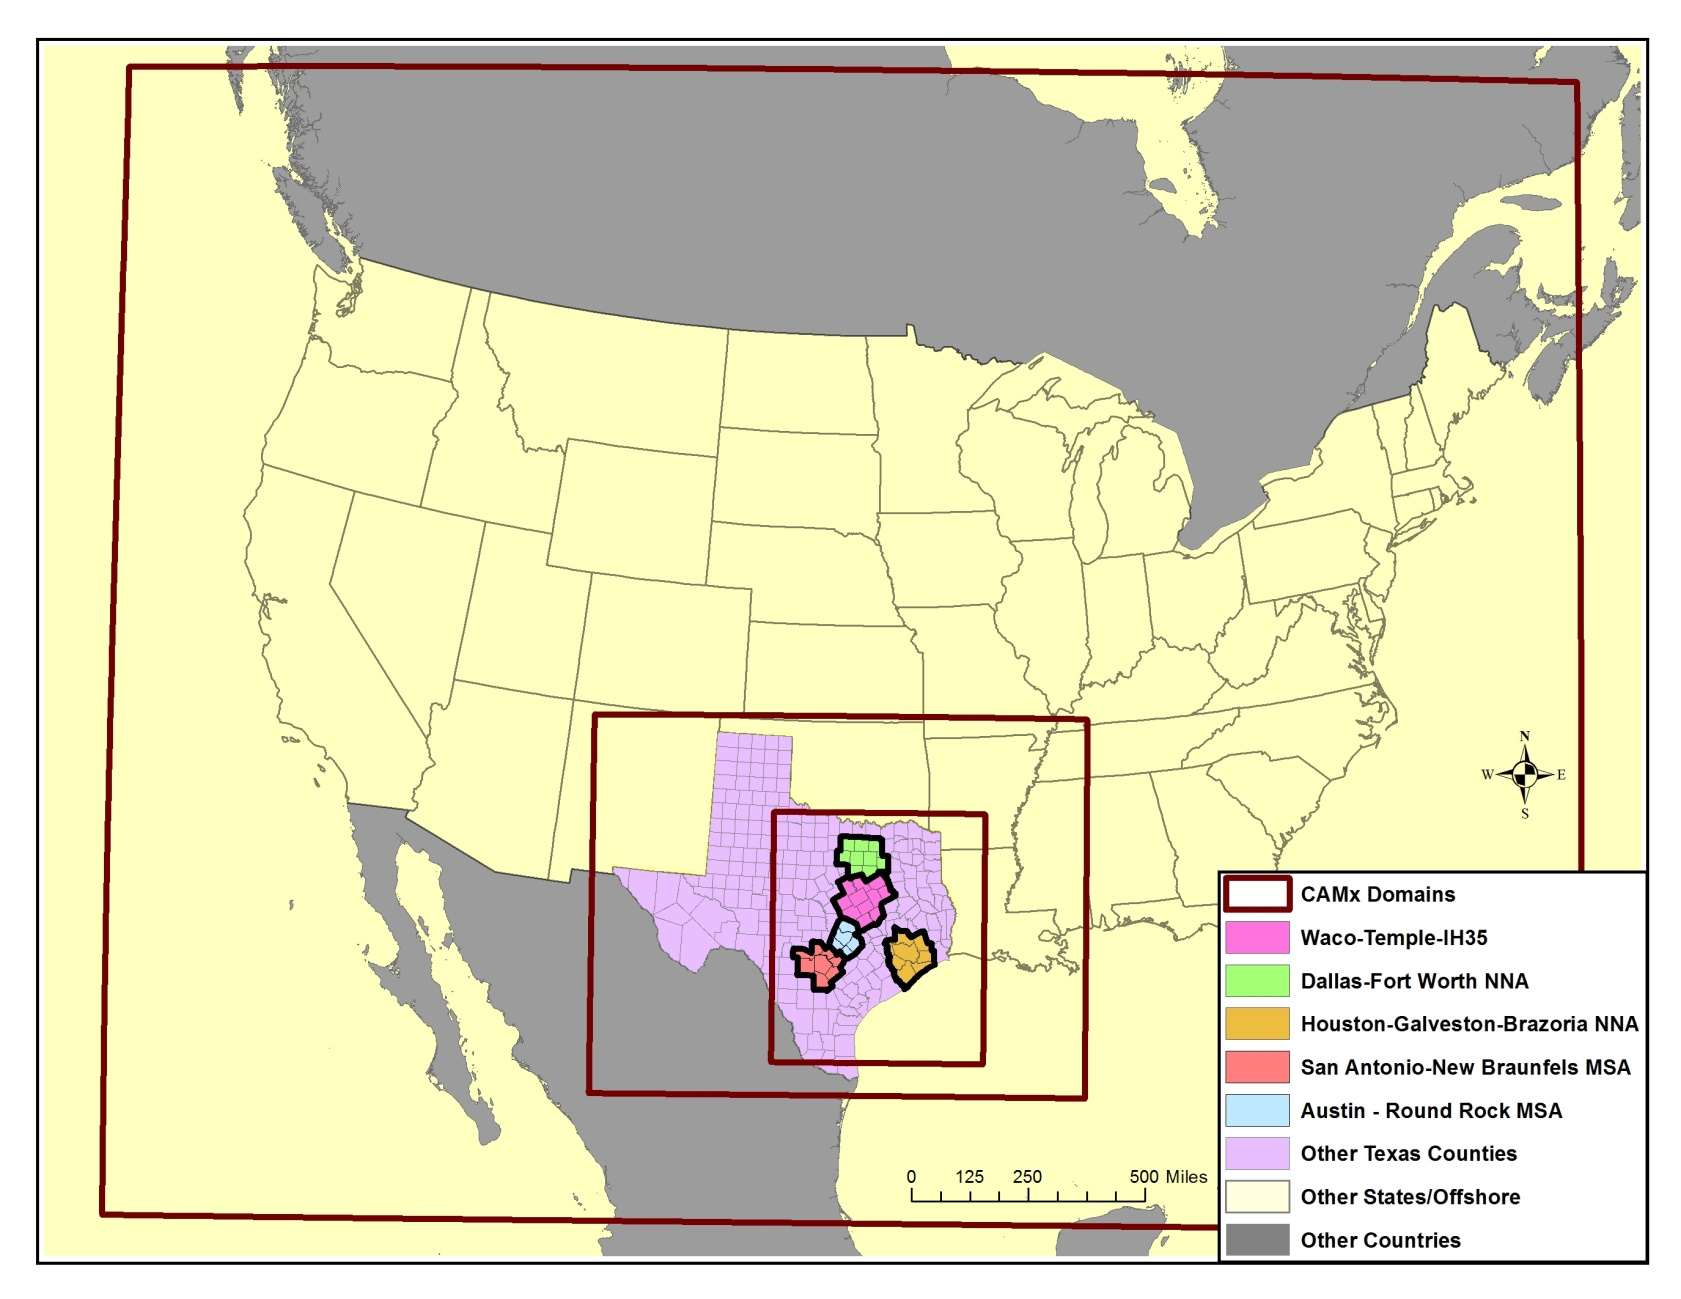 N
W E
S
CAMx Domains
Waco-Temple-IH35
Dallas-Fort Worth NNA
Houston-Galveston-Brazoria NNA
San Antonio-New Braunfels MSA
Austin - Round Rock MSA
Other Texas Counties
Other States/Offshore
Other Countries
0 125 250 500 Miles